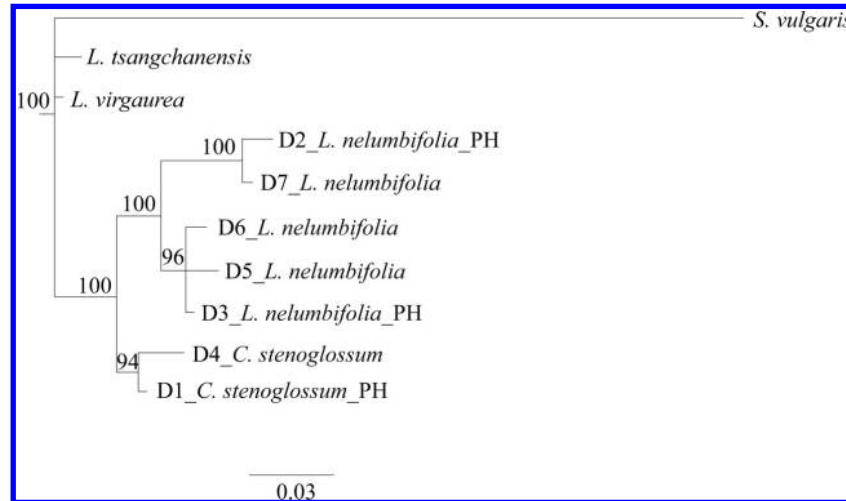 S. vulgaris
L. tsangchanensis
100
L. virgaurea
100
D2_L. nelumbifolia_PH
D7_L. nelumbifolia
100
D6_L. nelumbifolia
96
D5_L. nelumbifolia
100
D3_L. nelumbifolia_PH
94
D4_C. stenoglossum
D1_C. stenoglossum_PH
0.03